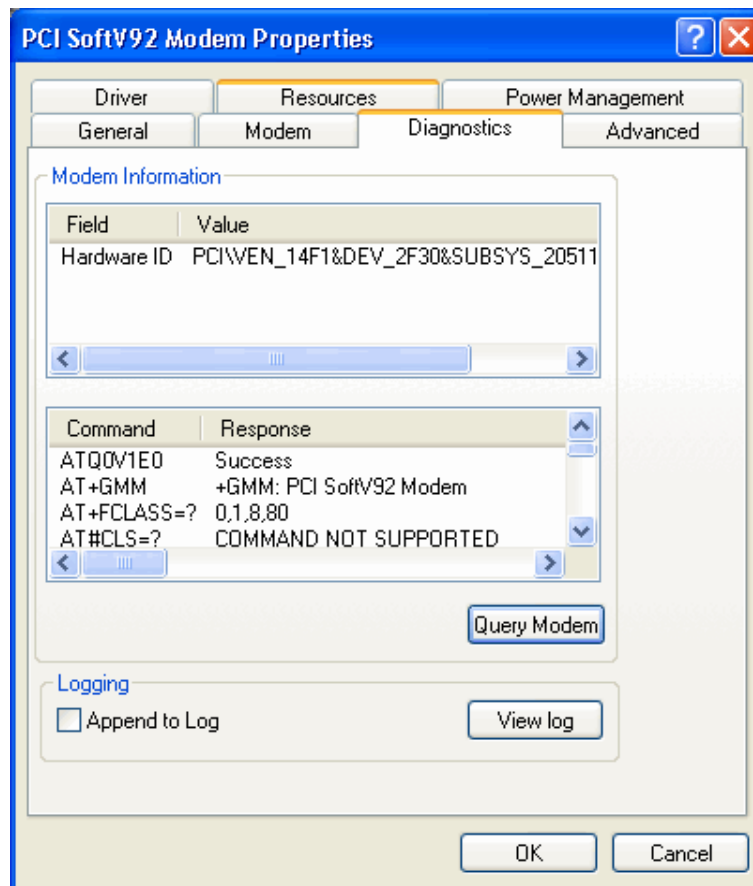 PCI SoftV92 Modem Properties
Driver Resources Power Management
General Modem Diagnostics Advanced
Modem Information
Field Value
Hardware ID PCI\VEN_14F1&DEV_2F30&SUBSYS_20511
Command Response
ATQ0V1E0 Success
AT+GMM +GMM: PCI SoftV92 Modem
AT+FCLASS=? 0,1,8,80
AT#CLS=? COMMAND NOT SUPPORTED
Query Modem
Logging
Append to Log View log
OK Cancel